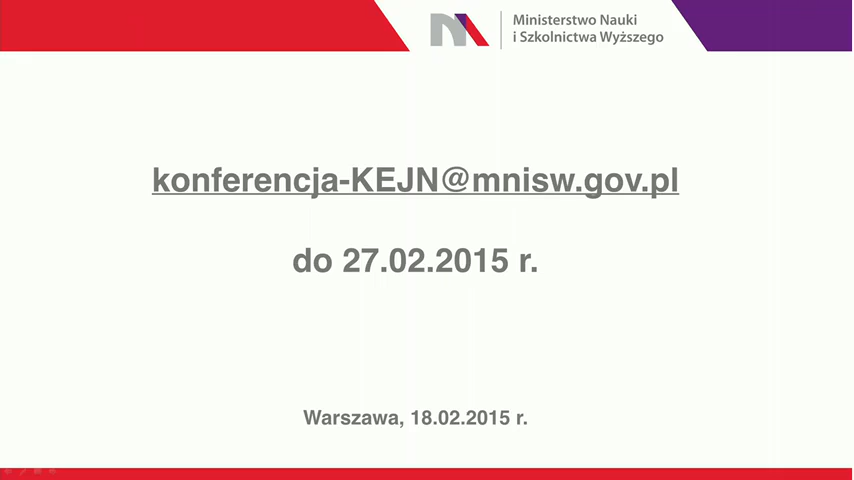 Ministerstwo Nauki
i Szkolnictwa Wyższego
konferencja-KEJN@mnisw.gov.pl
do 27.02.2015 r.
Warszawa, 18.02.2015 r.